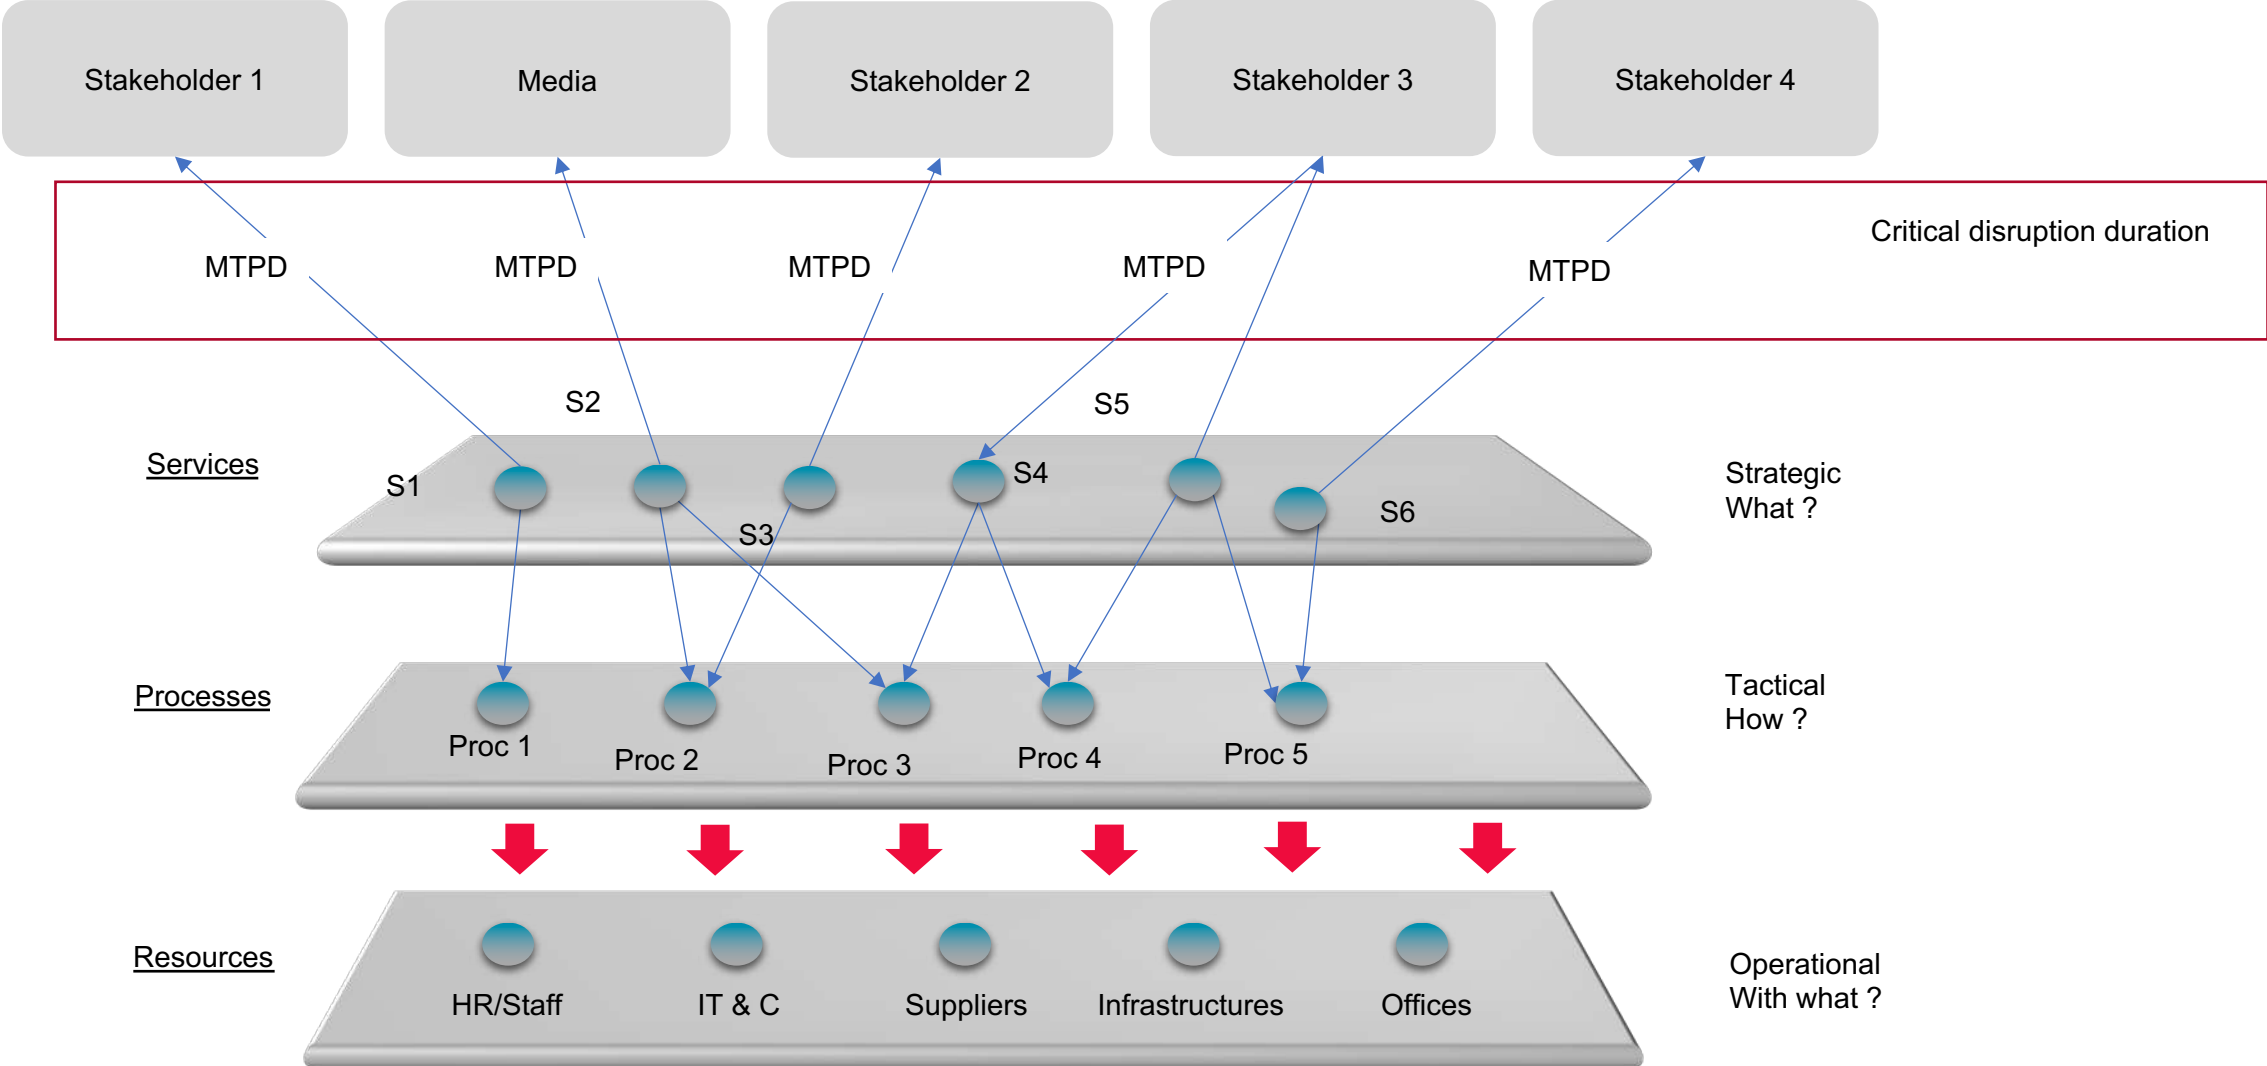 Stakeholder 1
Media
Stakeholder 2
Stakeholder 3
Stakeholder 4
Critical disruption duration
MTPD
MTPD
MTPD
MTPD
MTPD
S2
S5
Services
S1
S4
S3
S6
Strategic
What ?
Processes
Tactical
How ?
Proc 1
Proc 2
Proc 3
Proc 4
Proc 5
Resources
Operational
With what ?
HR/Staff
IT & C
Suppliers
Infrastructures
Offices